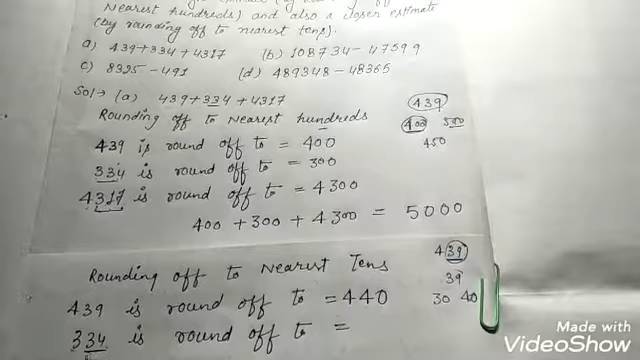 Nearest hundreds) and also a closer estimate
(by rounding off to nearest tens).
a) 439+334+4317 (b) 108734-47599
c) 8325-491 (d) 489348-48365
Sol:→ (a) 439+334+4317
439
Rounding off to Nearest hundreds
400 500
439 is round off to = 400
450
334 is round off to = 300
4317 is round off to = 4300
400+300+4300 = 5000
439
Rounding off to Nearest Tens
39
439 is round off to = 440
30 40
334 is round off to =
Made with
VideoShow